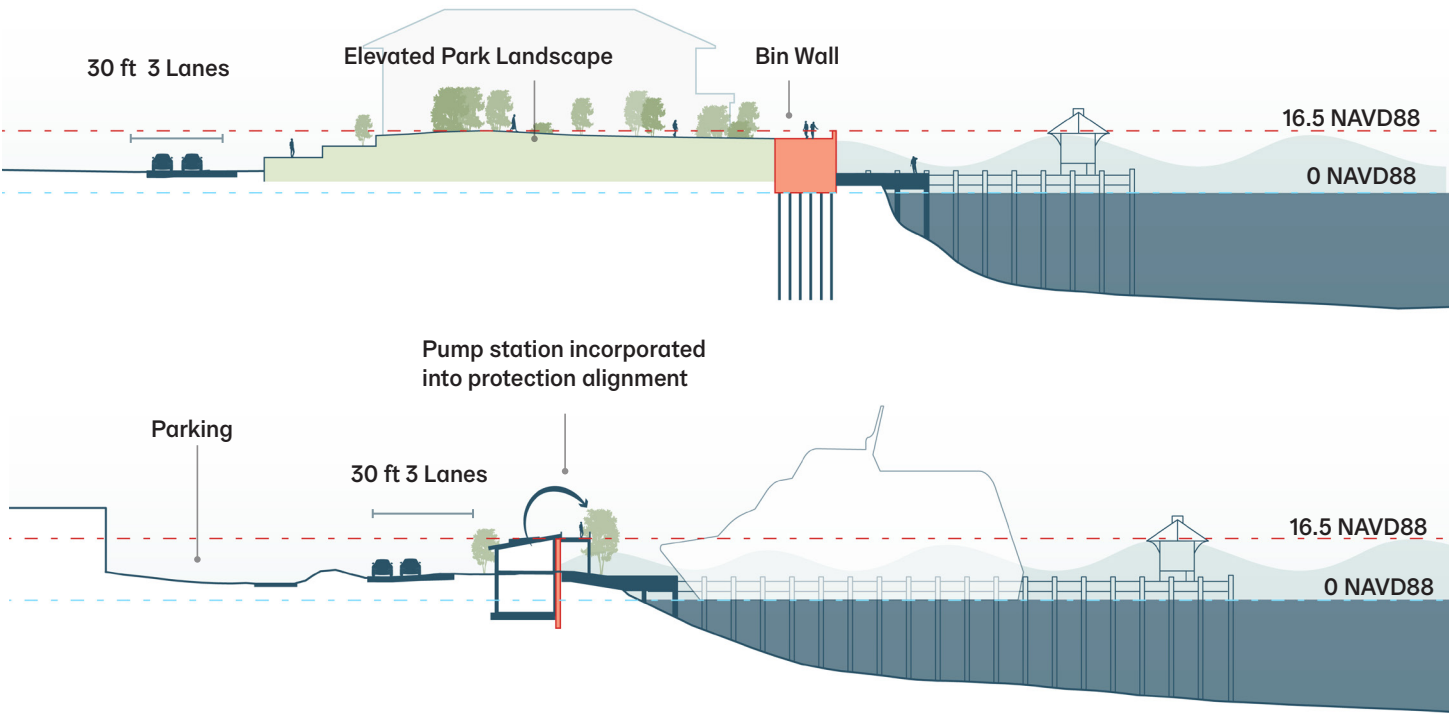 30 ft 3 Lanes
Elevated Park Landscape
Bin Wall
16.5 NAVD88
0 NAVD88
Pump station incorporated
into protection alignment
Parking
30 ft 3 Lanes
16.5 NAVD88
0 NAVD88